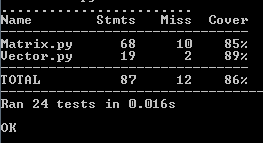 Name Stmts Miss Cover
Matrix.py 68 10 85%
Vector.py 19 2 89%
TOTAL 87 12 86%
Ran 24 tests in 0.016s
OK